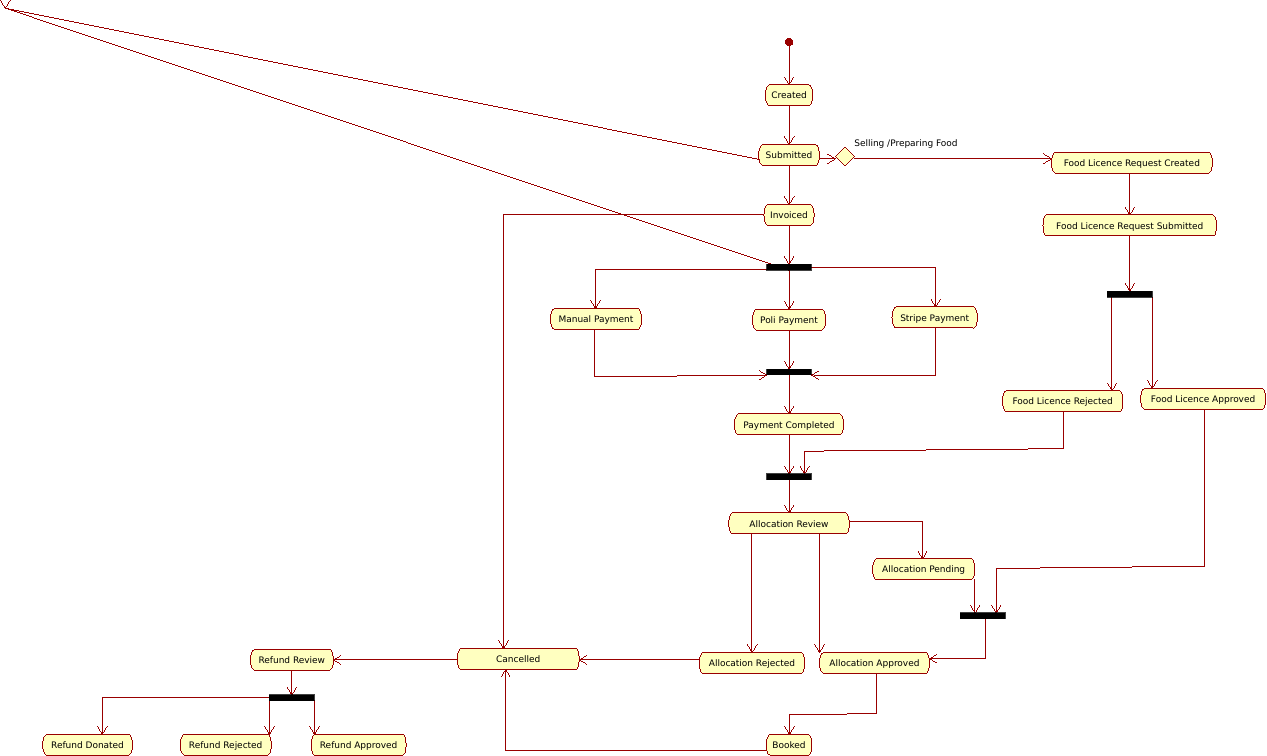 Created
Selling /Preparing Food
Submitted
Food Licence Request Created
Invoiced
Food Licence Request Submitted
Manual Payment
Poli Payment
Stripe Payment
Food Licence Rejected
Food Licence Approved
Payment Completed
Allocation Review
Allocation Pending
Refund Review
Cancelled
Allocation Rejected
Allocation Approved
Refund Donated
Refund Rejected
Refund Approved
Booked